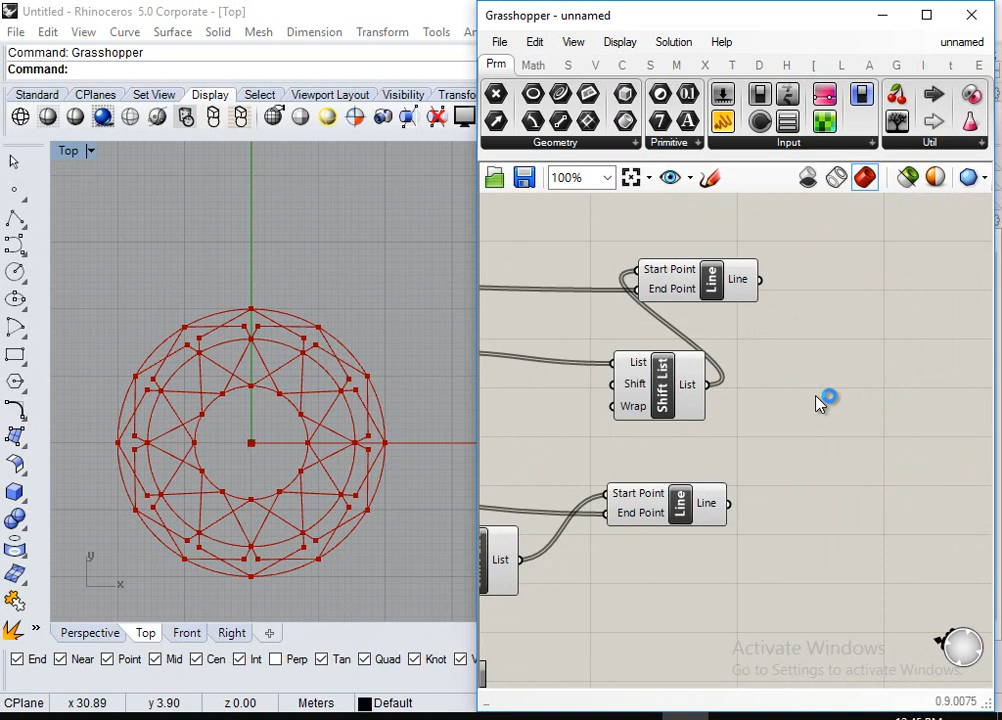 Untitled - Rhinoceros 5.0 Corporate - [Top]
File Edit View Curve Surface Solid Mesh Dimension Transform Tools
Command: Grasshopper
Command:
Standard CPlanes Set View Display Select Viewport Layout Visibility Transfo
Top
y
x
Perspective Top Front Right
End Near Point Mid Cen Int Perp Tan Quad Knot
CPlane x 30.89 y 3.90 z 0.00 Meters Default
Grasshopper - unnamed
File Edit View Display Solution Help unnamed
Prm Math S V C S M X T D H [ L A G I t E
Geometry Primitive Input Util
100%
Start Point
End Point
Line
Line
List
Shift
Wrap
Shift List
List
Start Point
End Point
Line
Line
List
Activate Windows
Go to Settings to activate Windows.
0.9.0075